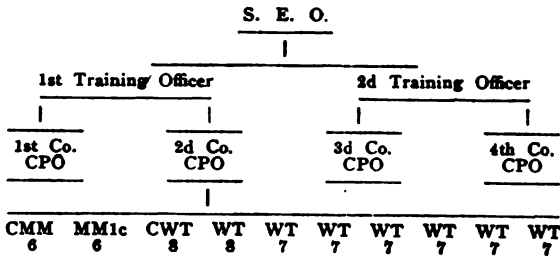 S. E. O.
1st Training Officer 2d Training Officer
1st Co. 2d Co. 3d Co. 4th Co.
CPO CPO CPO CPO
CMM MM1c CWT WT WT WT WT WT WT WT
6 6 8 8 7 7 7 7 7 7